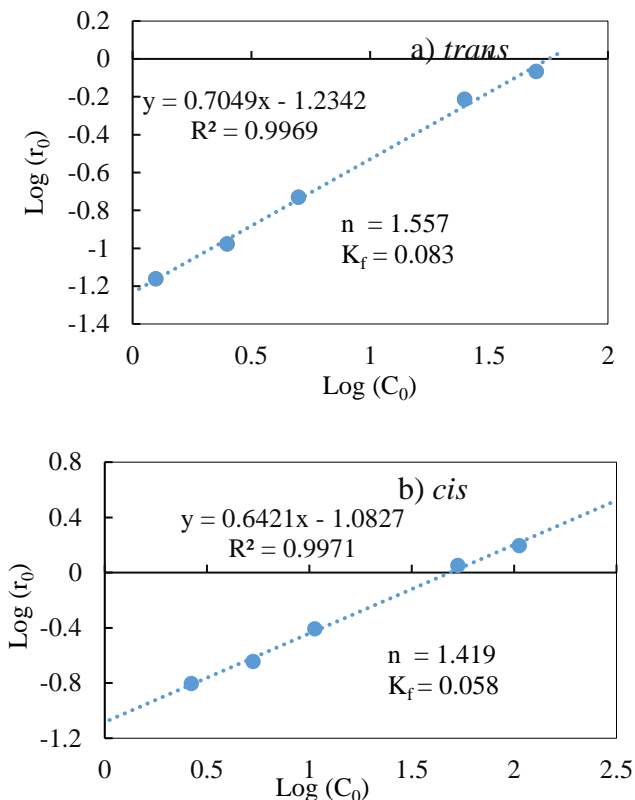 a) trans
y = 0.7049x - 1.2342
R² = 0.9969
n = 1.557
K_f = 0.083
Log (r₀)
0.2
0
-0.2
-0.4
-0.6
-0.8
-1
-1.2
-1.4
0 0.5 1 1.5 2
Log (C₀)
b) cis
y = 0.6421x - 1.0827
R² = 0.9971
n = 1.419
K_f = 0.058
Log (r₀)
0.8
0.4
0
-0.4
-0.8
-1.2
0 0.5 1 1.5 2 2.5
Log (C₀)